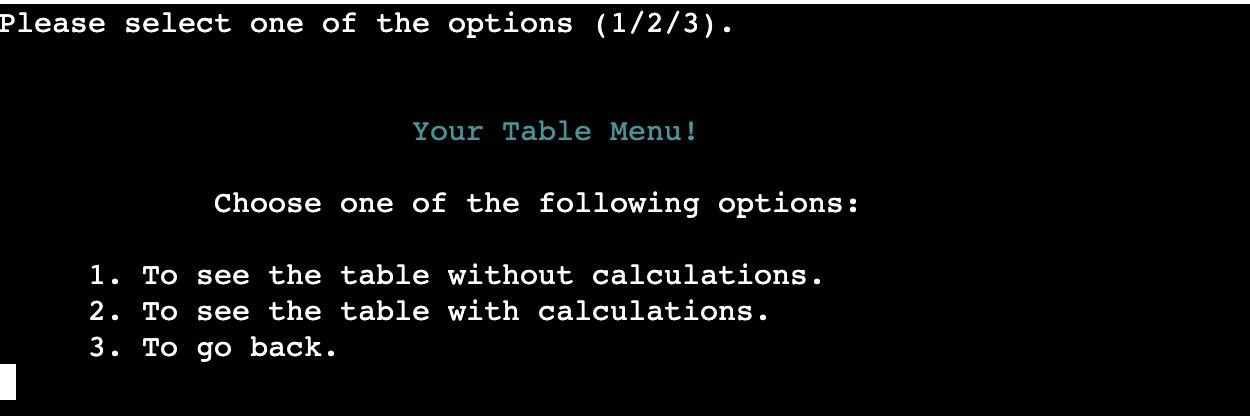 Please select one of the options (1/2/3).
Your Table Menu!
Choose one of the following options:
1. To see the table without calculations.
2. To see the table with calculations.
3. To go back.